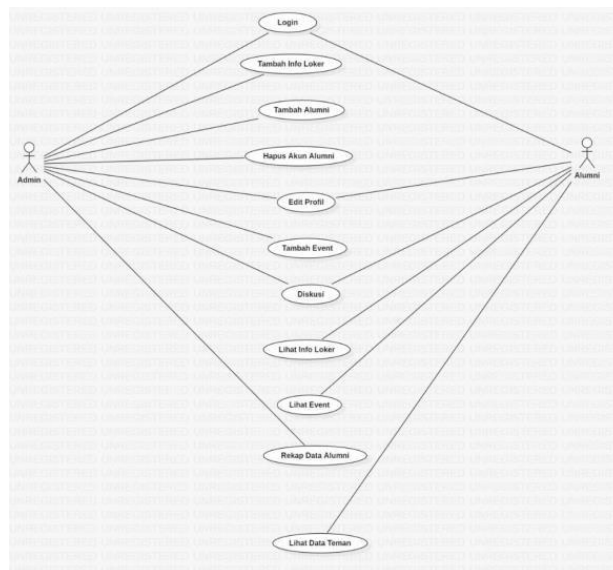 Login
Tambah Info Loker
Tambah Alumni
Hapus Akun Alumni
Admin
Alumni
Edit Profil
Tambah Event
Diskusi
Lihat Info Loker
Lihat Event
Rekap Data Alumni
Lihat Data Teman